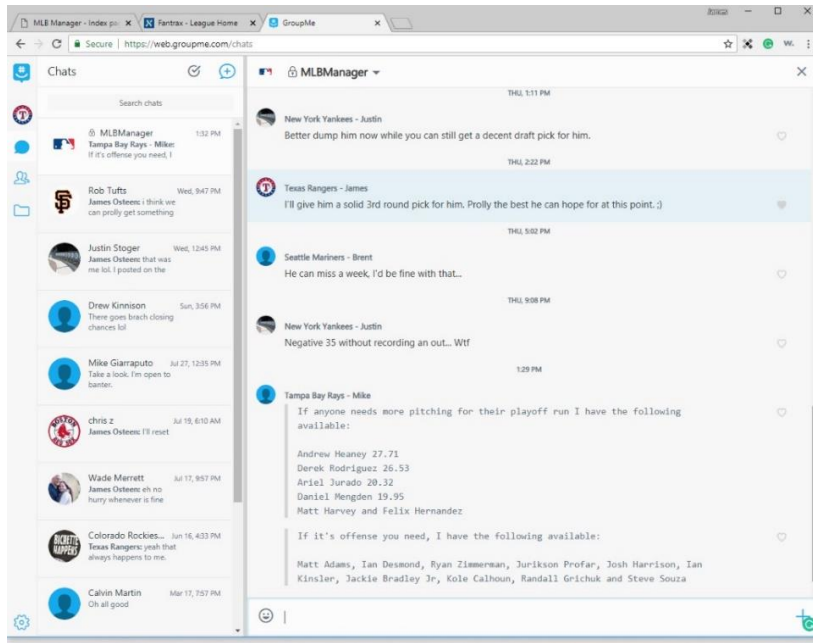 MLB Manager - Index pa
Fantrax - League Home
GroupMe
Secure
https://web.groupme.com/chats
W.
Chats
MLBManager
Search chats
MLBManager 1:32 PM
Tampa Bay Rays - Mike:
If it's offense you need, I
Rob Tufts Wed, 9:47 PM
James Osteen: i think we
can prolly get something
Justin Stoger Wed, 12:45 PM
James Osteen: that was
me lol. I posted on the
Drew Kinnison Sun, 3:56 PM
There goes brach closing
chances lol
Mike Giarraputo Jul 27, 12:35 PM
Take a look. I'm open to
banter.
chris z Jul 19, 6:10 AM
James Osteen: I'll reset
Wade Merrett Jul 17, 9:57 PM
James Osteen: eh no
hurry whenever is fine
BICHETTE
HAPPENS
Colorado Rockies... Jun 16, 4:33 PM
Texas Rangers: yeah that
always happens to me.
Calvin Martin Mar 17, 7:57 PM
Oh all good
THU, 1:11 PM
New York Yankees - Justin
Better dump him now while you can still get a decent draft pick for him.
THU, 2:22 PM
Texas Rangers - James
I'll give him a solid 3rd round pick for him. Prolly the best he can hope for at this point. ;)
THU, 5:02 PM
Seattle Mariners - Brent
He can miss a week, I'd be fine with that...
THU, 9:08 PM
New York Yankees - Justin
Negative 35 without recording an out... Wtf
1:29 PM
Tampa Bay Rays - Mike
If anyone needs more pitching for their playoff run I have the following
available:
Andrew Heaney 27.71
Derek Rodriguez 26.53
Ariel Jurado 20.32
Daniel Mengden 19.95
Matt Harvey and Felix Hernandez
If it's offense you need, I have the following available:
Matt Adams, Ian Desmond, Ryan Zimmerman, Jurikson Profar, Josh Harrison, Ian
Kinsler, Jackie Bradley Jr, Kole Calhoun, Randall Grichuk and Steve Souza